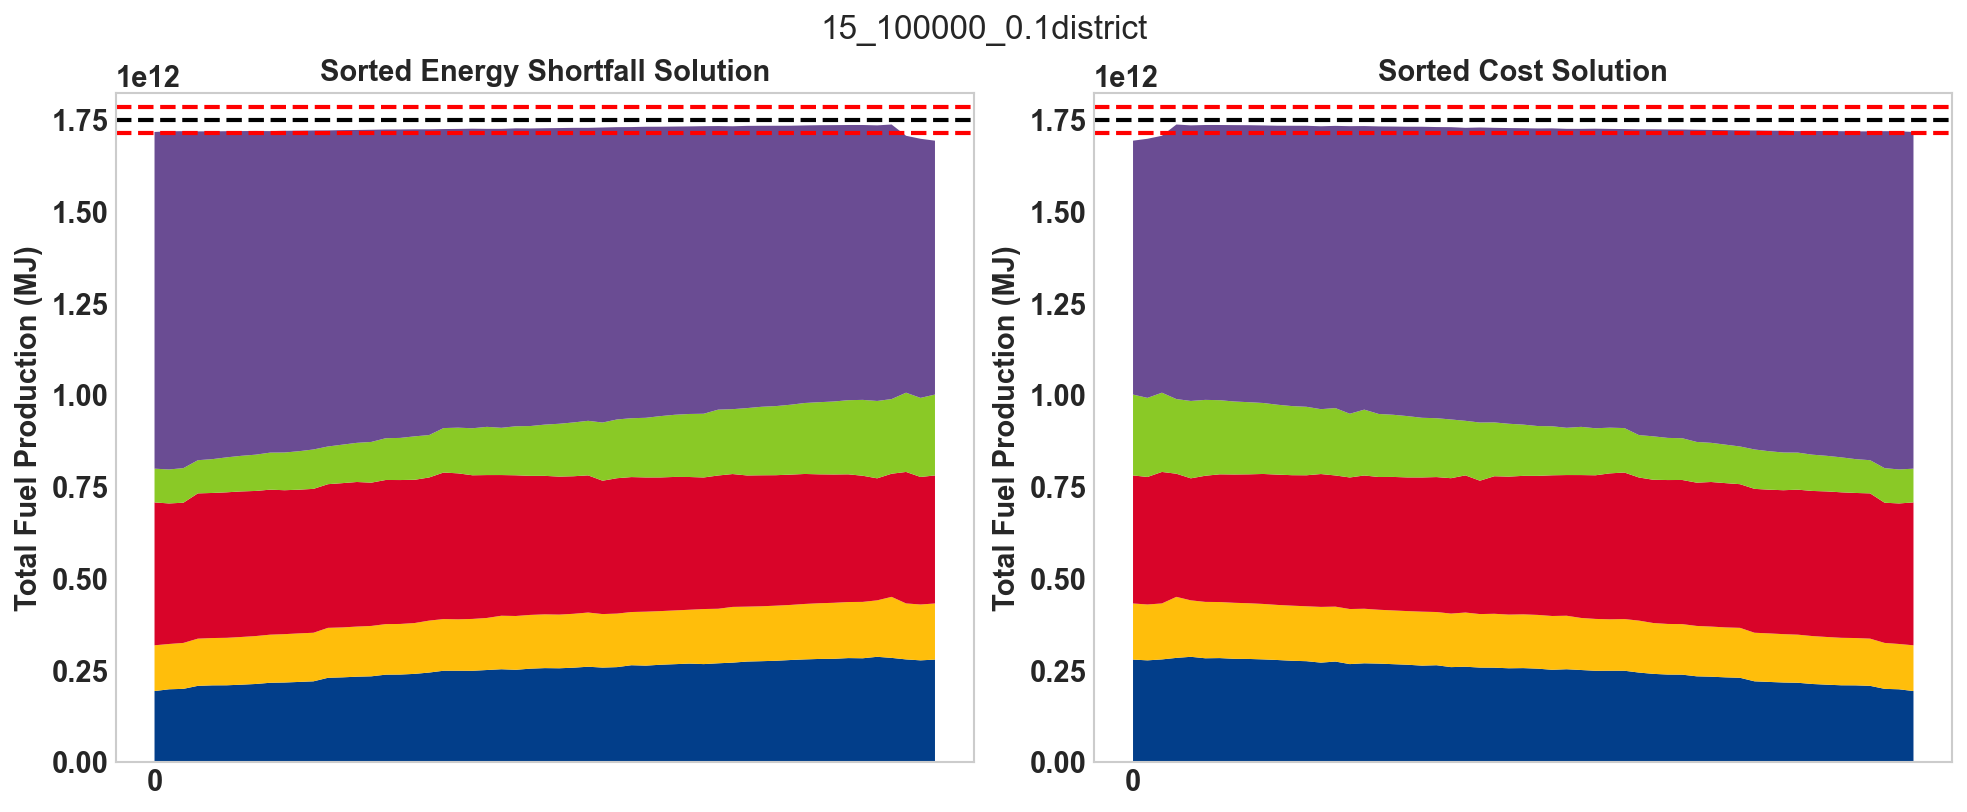 15_100000_0.1district
Sorted Energy Shortfall Solution
1e12
Total Fuel Production (MJ)
1.75
1.50
1.25
1.00
0.75
0.50
0.25
0.00
0
Sorted Cost Solution
1e12
Total Fuel Production (MJ)
1.75
1.50
1.25
1.00
0.75
0.50
0.25
0.00
0